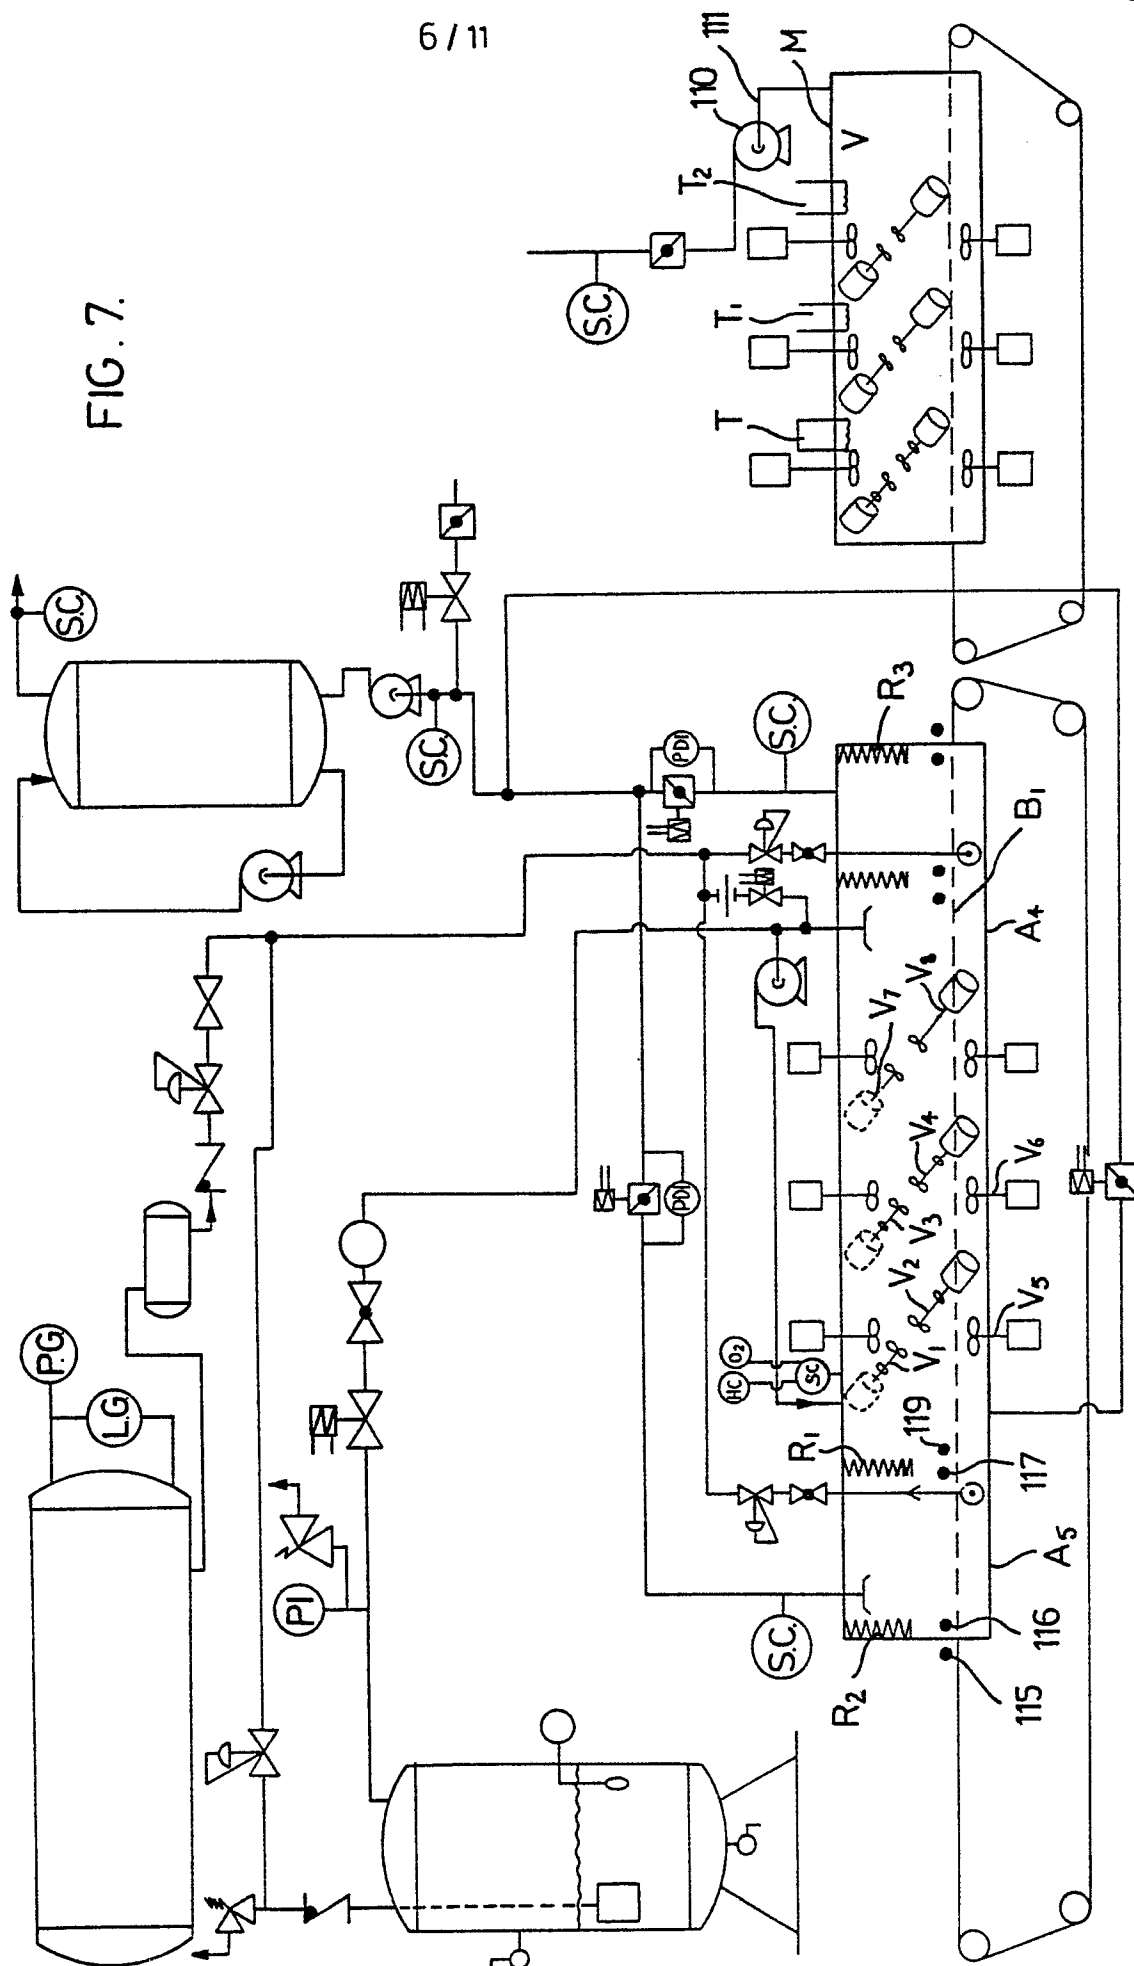 6/11
FIG. 7.
111
110
M
V
T2
T1
T
S.C.
S.C.
S.C.
PDI
S.C.
R3
B1
A4
V7
V8
V4
V6
V3
V2
V5
V1
PDI
O2
HC
SC
R1
119
117
A5
116
115
R2
S.C.
P.G.
L.G.
PI